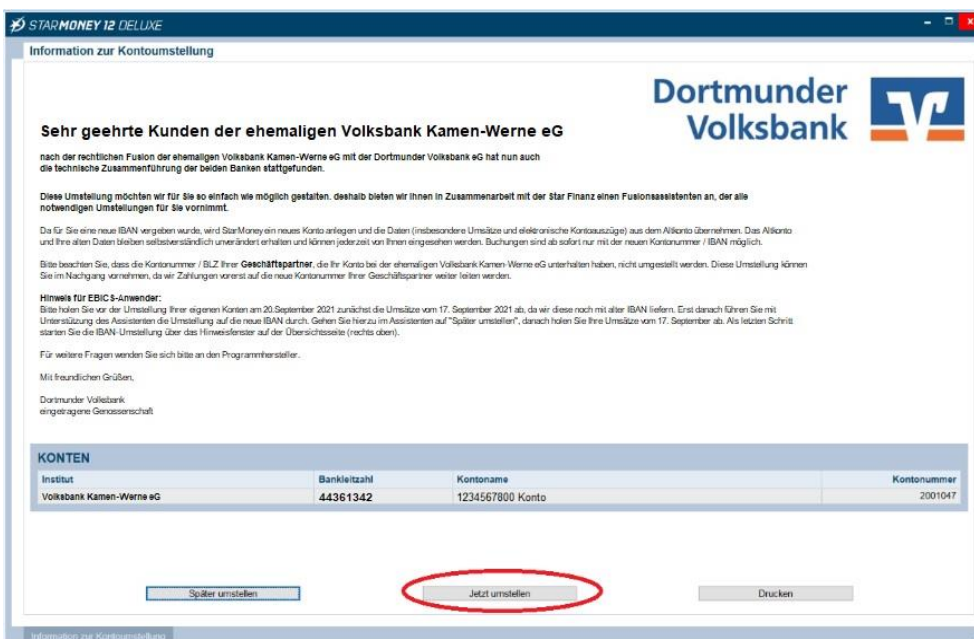 STARMONEY 12 DELUXE
Information zur Kontoumstellung
Dortmunder
Volksbank
Sehr geehrte Kunden der ehemaligen Volksbank Kamen-Werne eG
nach der rechtlichen Fusion der ehemaligen Volksbank Kamen-Werne eG mit der Dortmunder Volksbank eG hat nun auch
die technische Zusammenführung der beiden Banken stattgefunden.
Diese Umstellung möchten wir für Sie so einfach wie möglich gestalten. deshalb bieten wir Ihnen in Zusammenarbeit mit der Star Finanz einen Fusionsassistenten an, der alle
notwendigen Umstellungen für Sie vornimmt.
Da für Sie eine neue IBAN vergeben wurde, wird StarMoney ein neues Konto anlegen und die Daten (insbesondere Umsätze und elektronische Kontoauszüge) aus dem Altkonto übernehmen. Das Altkonto
und Ihre alten Daten bleiben selbstverständlich unverändert erhalten und können jederzeit von Ihnen eingesehen werden. Buchungen sind ab sofort nur mit der neuen Kontonummer / IBAN möglich.
Bitte beachten Sie, dass die Kontonummer / BLZ Ihrer Geschäftspartner, die Ihr Konto bei der ehemaligen Volksbank Kamen-Werne eG unterhalten haben, nicht umgestellt werden. Diese Umstellung können
Sie im Nachgang vornehmen, da wir Zahlungen vorerst auf die neue Kontonummer Ihrer Geschäftspartner weiter leiten werden.
Hinweis für EBICS-Anwender:
Bitte holen Sie vor der Umstellung Ihrer eigenen Konten am 20.September 2021 zunächst die Umsätze vom 17. September 2021 ab, da wir diese noch mit alter IBAN liefern. Erst danach führen Sie mit
Unterstützung des Assistenten die Umstellung auf die neue IBAN durch. Gehen Sie hierzu im Assistenten auf "Später umstellen", danach holen Sie Ihre Umsätze vom 17. September ab. Als letzten Schritt
starten Sie die IBAN-Umstellung über das Hinweisfenster auf der Übersichtsseite (rechts oben).
Für weitere Fragen wenden Sie sich bitte an den Programmhersteller.
Mit freundlichen Grüßen,
Dortmunder Volksbank
eingetragene Genossenschaft
KONTEN
Institut Bankleitzahl Kontoname Kontonummer
Volksbank Kamen-Werne eG 44361342 1234567800 Konto 2001047
Später umstellen Jetzt umstellen Drucken
Information zur Kontoumstellung